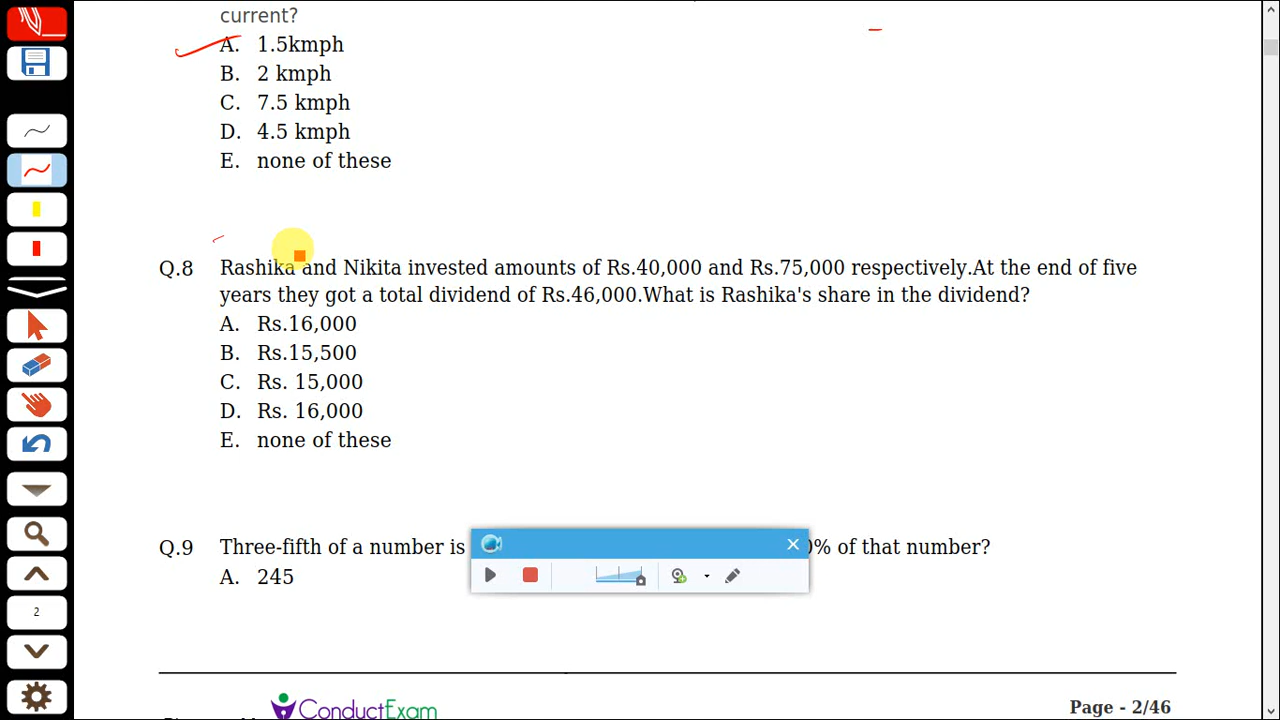 current?
A. 1.5kmph
B. 2 kmph
C. 7.5 kmph
D. 4.5 kmph
E. none of these
Q.8 Rashika and Nikita invested amounts of Rs.40,000 and Rs.75,000 respectively.At the end of five
years they got a total dividend of Rs.46,000.What is Rashika's share in the dividend?
A. Rs.16,000
B. Rs.15,500
C. Rs. 15,000
D. Rs. 16,000
E. none of these
Q.9 Three-fifth of a number is 0% of that number?
A. 245
2
ConductExam
Page - 2/46